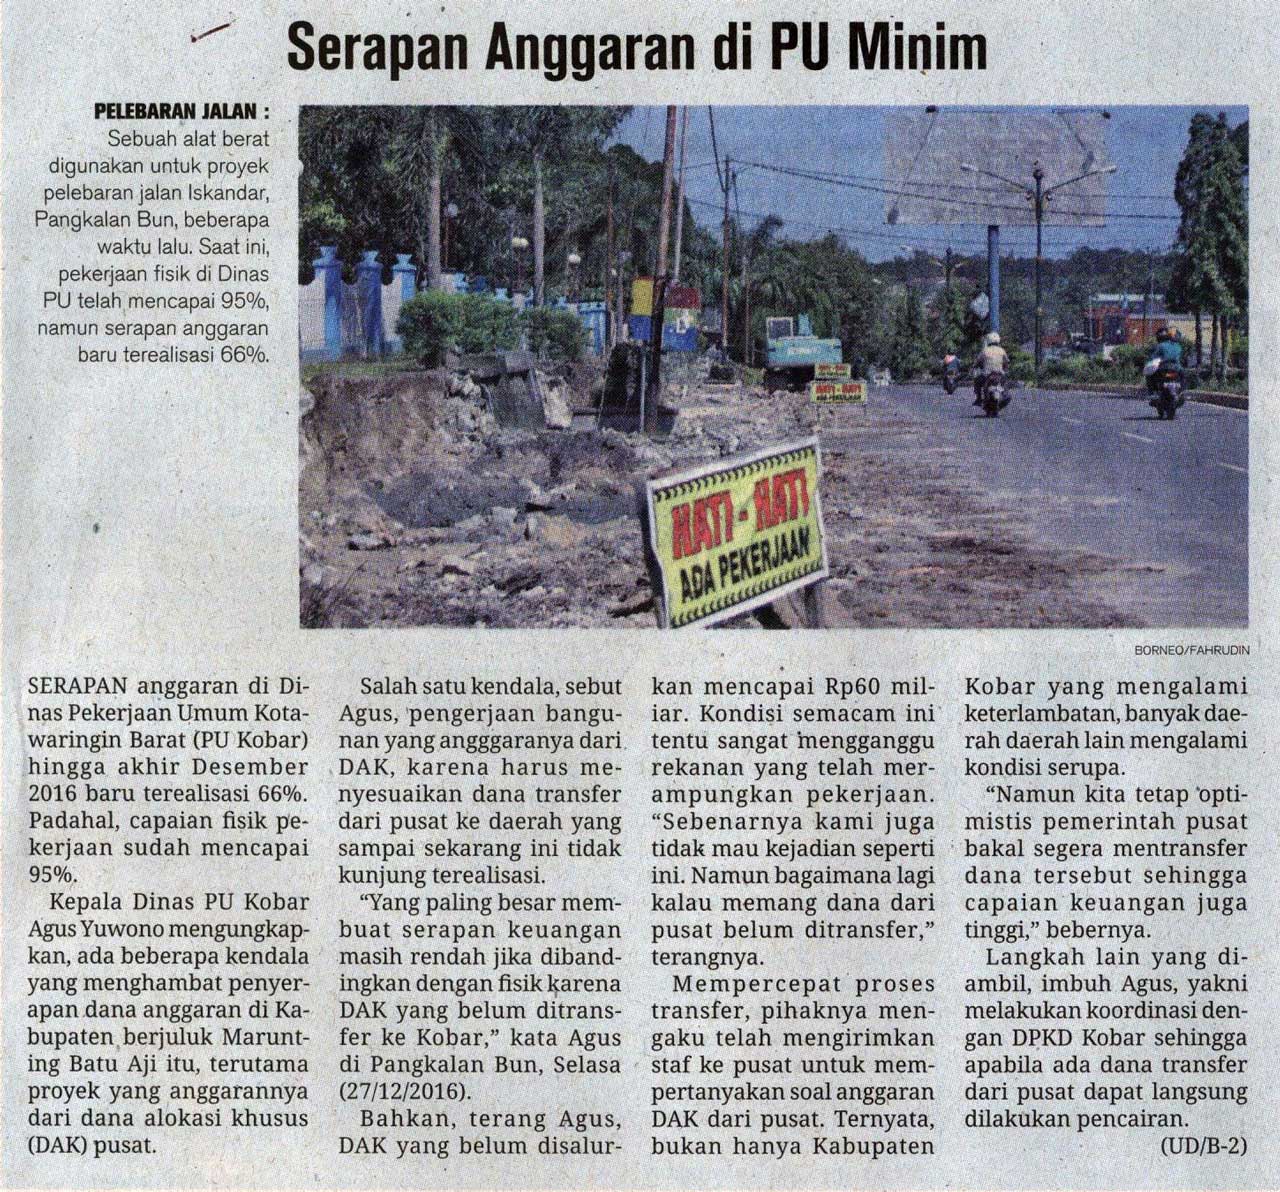 Serapan Anggaran di PU Minim
PELEBARAN JALAN :
Sebuah alat berat
digunakan untuk proyek
pelebaran jalan Iskandar,
Pangkalan Bun, beberapa
waktu lalu. Saat ini,
pekerjaan fisik di Dinas
PU telah mencapai 95%,
namun serapan anggaran
baru terealisasi 66%.
HATI-HATI
ADA PEKERJAAN
HATI - HATI
ADA PEKERJAAN
BORNEO/FAHRUDIN
SERAPAN anggaran di Di-
nas Pekerjaan Umum Kota-
waringin Barat (PU Kobar)
hingga akhir Desember
2016 baru terealisasi 66%.
Padahal, capaian fisik pe-
kerjaan sudah mencapai
95%.
Kepala Dinas PU Kobar
Agus Yuwono mengungkap-
kan, ada beberapa kendala
yang menghambat penyer-
apan dana anggaran di Ka-
bupaten berjuluk Marunt-
ing Batu Aji itu, terutama
proyek yang anggarannya
dari dana alokasi khusus
(DAK) pusat.
Salah satu kendala, sebut
Agus, pengerjaan bangu-
nan yang angggaranya dari
DAK, karena harus me-
nyesuaikan dana transfer
dari pusat ke daerah yang
sampai sekarang ini tidak
kunjung terealisasi.
“Yang paling besar mem-
buat serapan keuangan
masih rendah jika diband-
ingkan dengan fisik karena
DAK yang belum ditrans-
fer ke Kobar,” kata Agus
di Pangkalan Bun, Selasa
(27/12/2016).
Bahkan, terang Agus,
DAK yang belum disalur-
kan mencapai Rp60 mil-
iar. Kondisi semacam ini
tentu sangat mengganggu
rekanan yang telah mer-
ampungkan pekerjaan.
“Sebenarnya kami juga
tidak mau kejadian seperti
ini. Namun bagaimana lagi
kalau memang dana dari
pusat belum ditransfer,”
terangnya.
Mempercepat proses
transfer, pihaknya men-
gaku telah mengirimkan
staf ke pusat untuk mem-
pertanyakan soal anggaran
DAK dari pusat. Ternyata,
bukan hanya Kabupaten
Kobar yang mengalami
keterlambatan, banyak dae-
rah daerah lain mengalami
kondisi serupa.
“Namun kita tetap opti-
mistis pemerintah pusat
bakal segera mentransfer
dana tersebut sehingga
capaian keuangan juga
tinggi,” bebernya.
Langkah lain yang di-
ambil, imbuh Agus, yakni
melakukan koordinasi den-
gan DPKD Kobar sehingga
apabila ada dana transfer
dari pusat dapat langsung
dilakukan pencairan.
(UD/B-2)